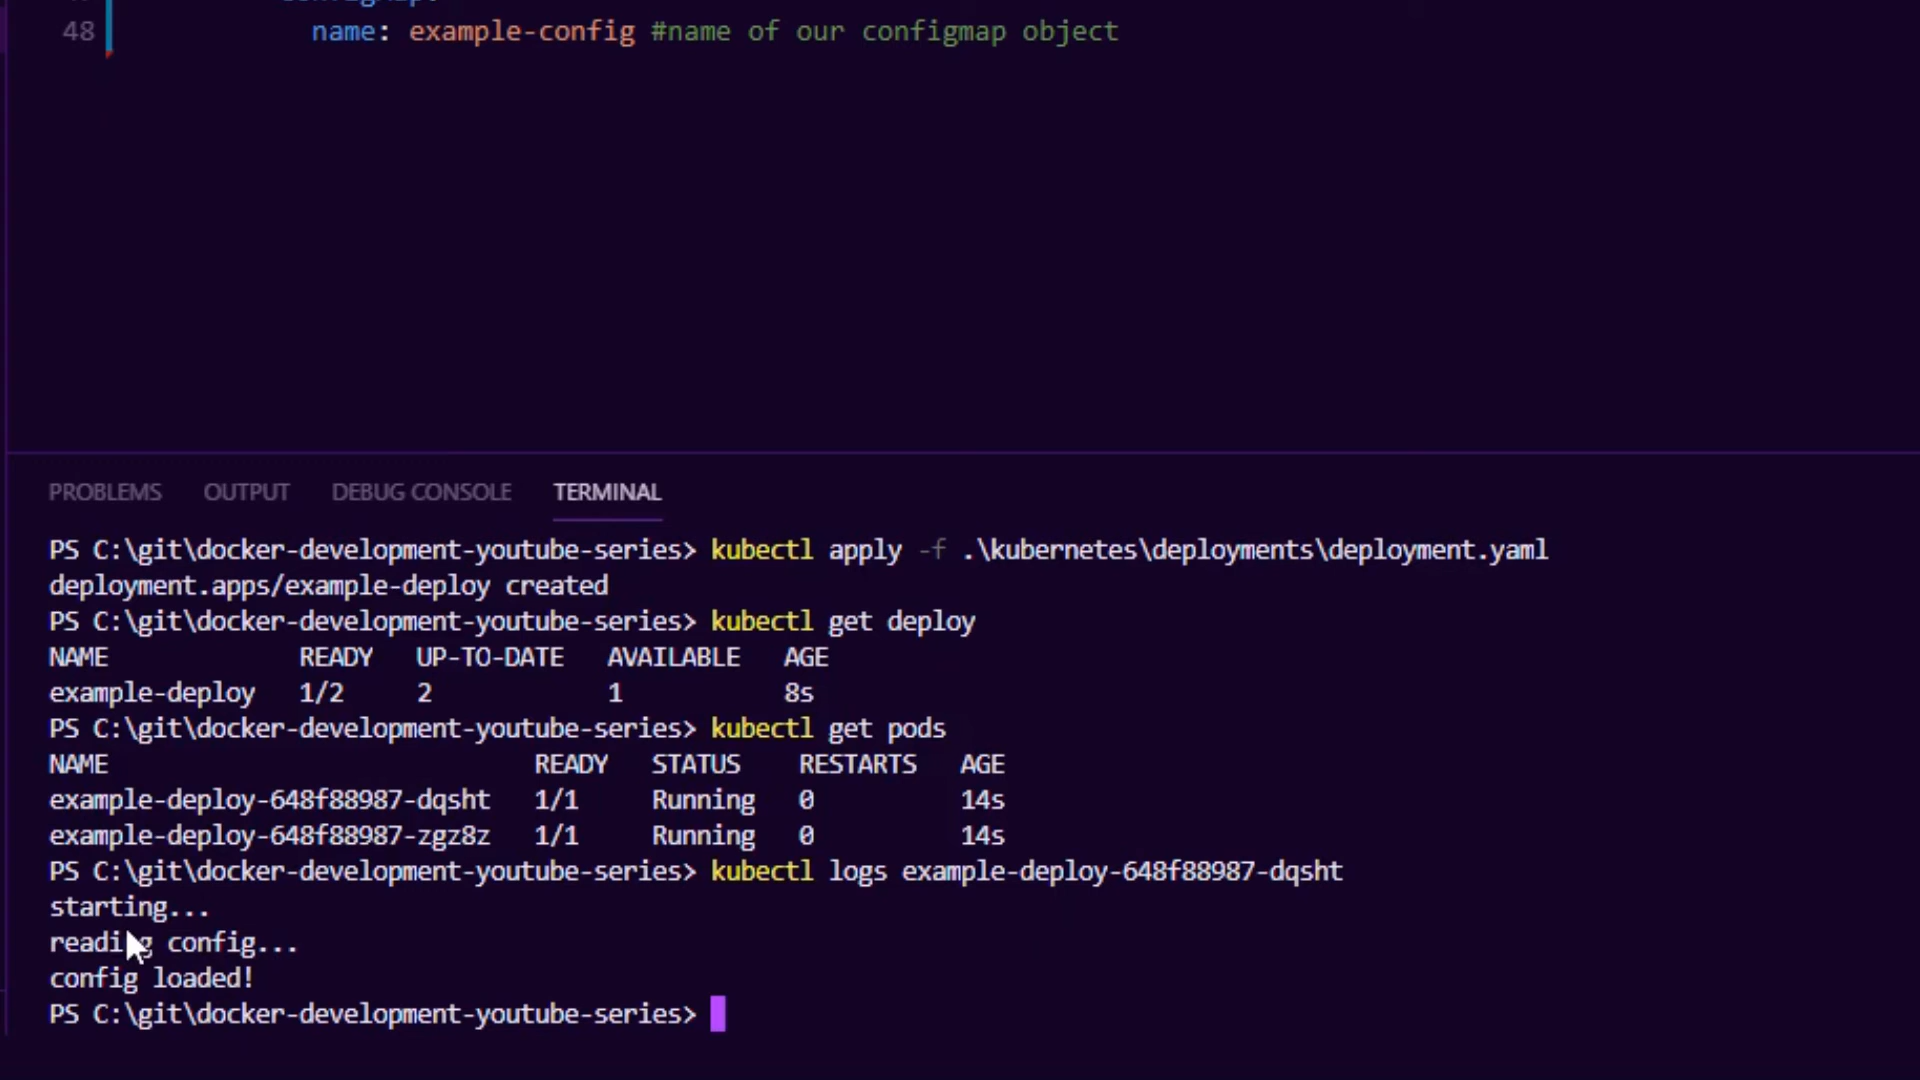 48 name: example-config #name of our configmap object
PROBLEMS OUTPUT DEBUG CONSOLE TERMINAL
PS C:\git\docker-development-youtube-series> kubectl apply -f .\kubernetes\deployments\deployment.yaml
deployment.apps/example-deploy created
PS C:\git\docker-development-youtube-series> kubectl get deploy
NAME READY UP-TO-DATE AVAILABLE AGE
example-deploy 1/2 2 1 8s
PS C:\git\docker-development-youtube-series> kubectl get pods
NAME READY STATUS RESTARTS AGE
example-deploy-648f88987-dqsht 1/1 Running 0 14s
example-deploy-648f88987-zgz8z 1/1 Running 0 14s
PS C:\git\docker-development-youtube-series> kubectl logs example-deploy-648f88987-dqsht
starting...
reading config...
config loaded!
PS C:\git\docker-development-youtube-series>